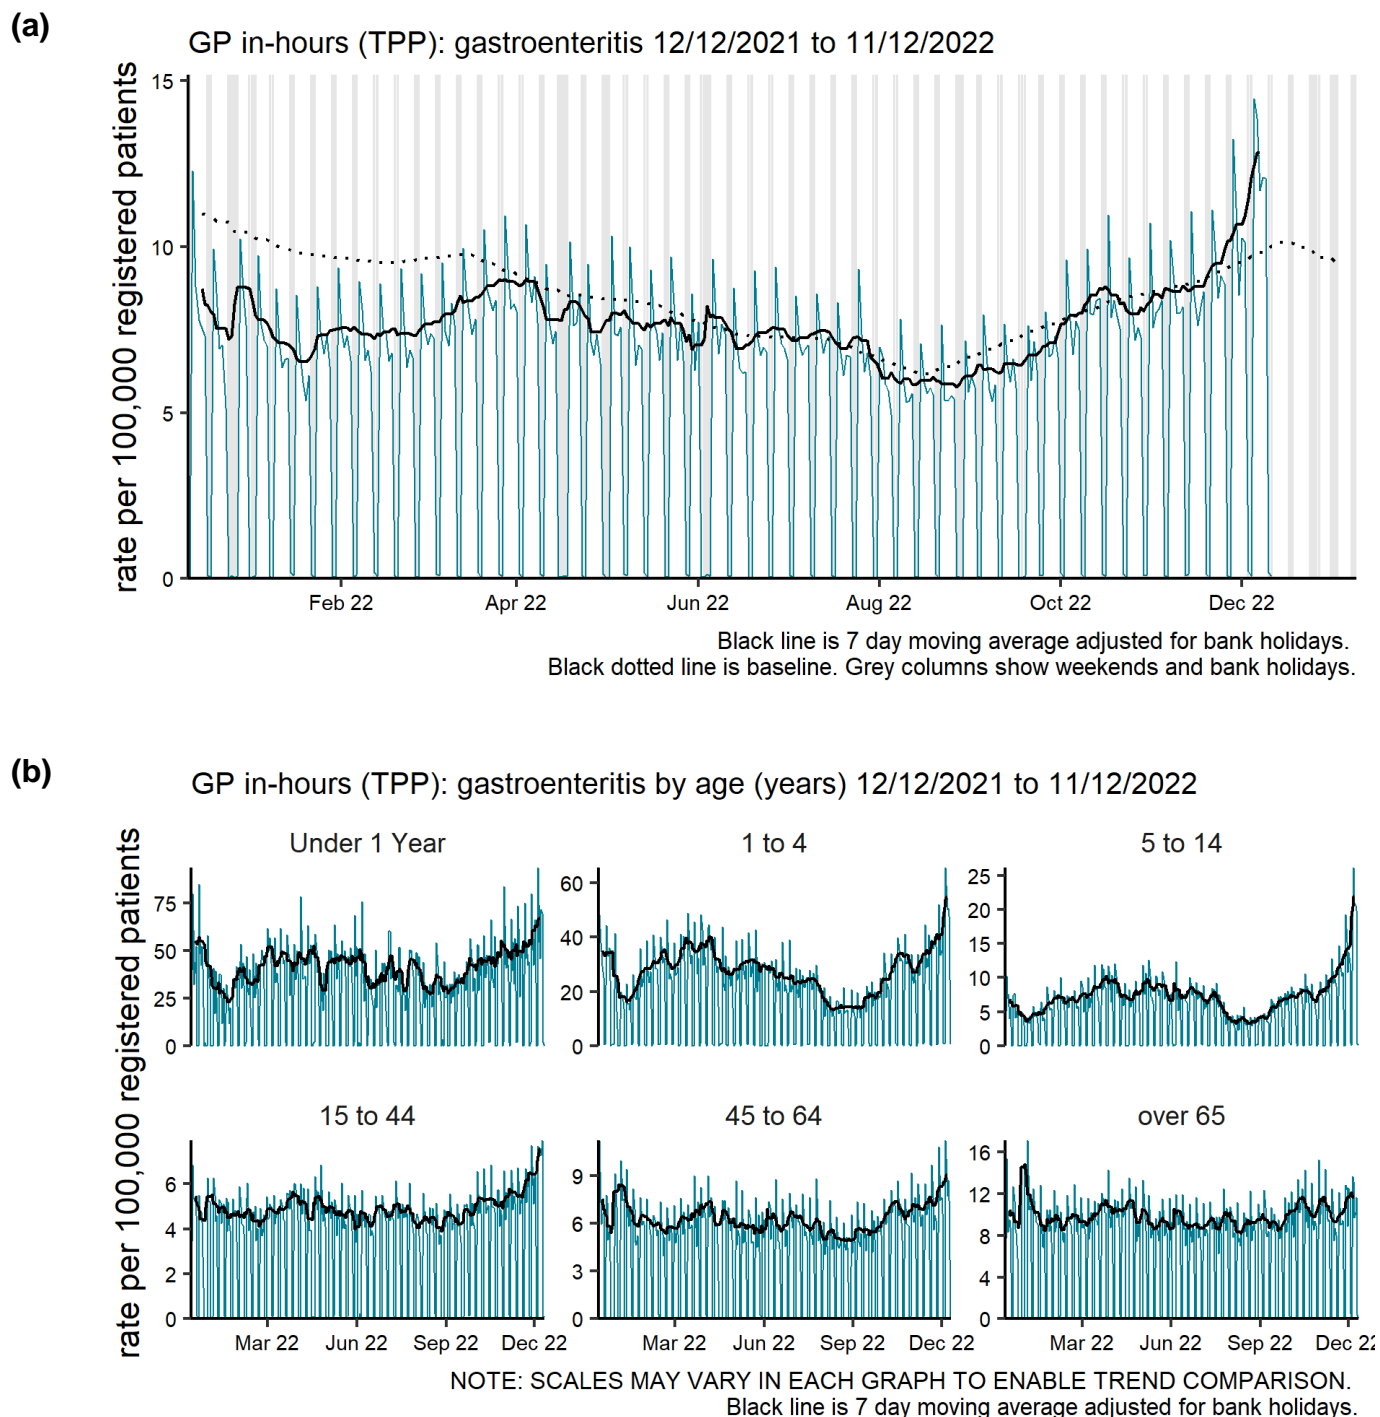 (a)
GP in-hours (TPP): gastroenteritis 12/12/2021 to 11/12/2022
rate per 100,000 registered patients
15
10
5
0
Feb 22 Apr 22 Jun 22 Aug 22 Oct 22 Dec 22
Black line is 7 day moving average adjusted for bank holidays.
Black dotted line is baseline. Grey columns show weekends and bank holidays.
(b)
GP in-hours (TPP): gastroenteritis by age (years) 12/12/2021 to 11/12/2022
rate per 100,000 registered patients
Under 1 Year
75
50
25
0
1 to 4
60
40
20
0
5 to 14
25
20
15
10
5
0
15 to 44
6
4
2
0
Mar 22 Jun 22 Sep 22 Dec 22
45 to 64
9
6
3
0
Mar 22 Jun 22 Sep 22 Dec 22
over 65
16
12
8
4
0
Mar 22 Jun 22 Sep 22 Dec 22
NOTE: SCALES MAY VARY IN EACH GRAPH TO ENABLE TREND COMPARISON.
Black line is 7 day moving average adjusted for bank holidays.